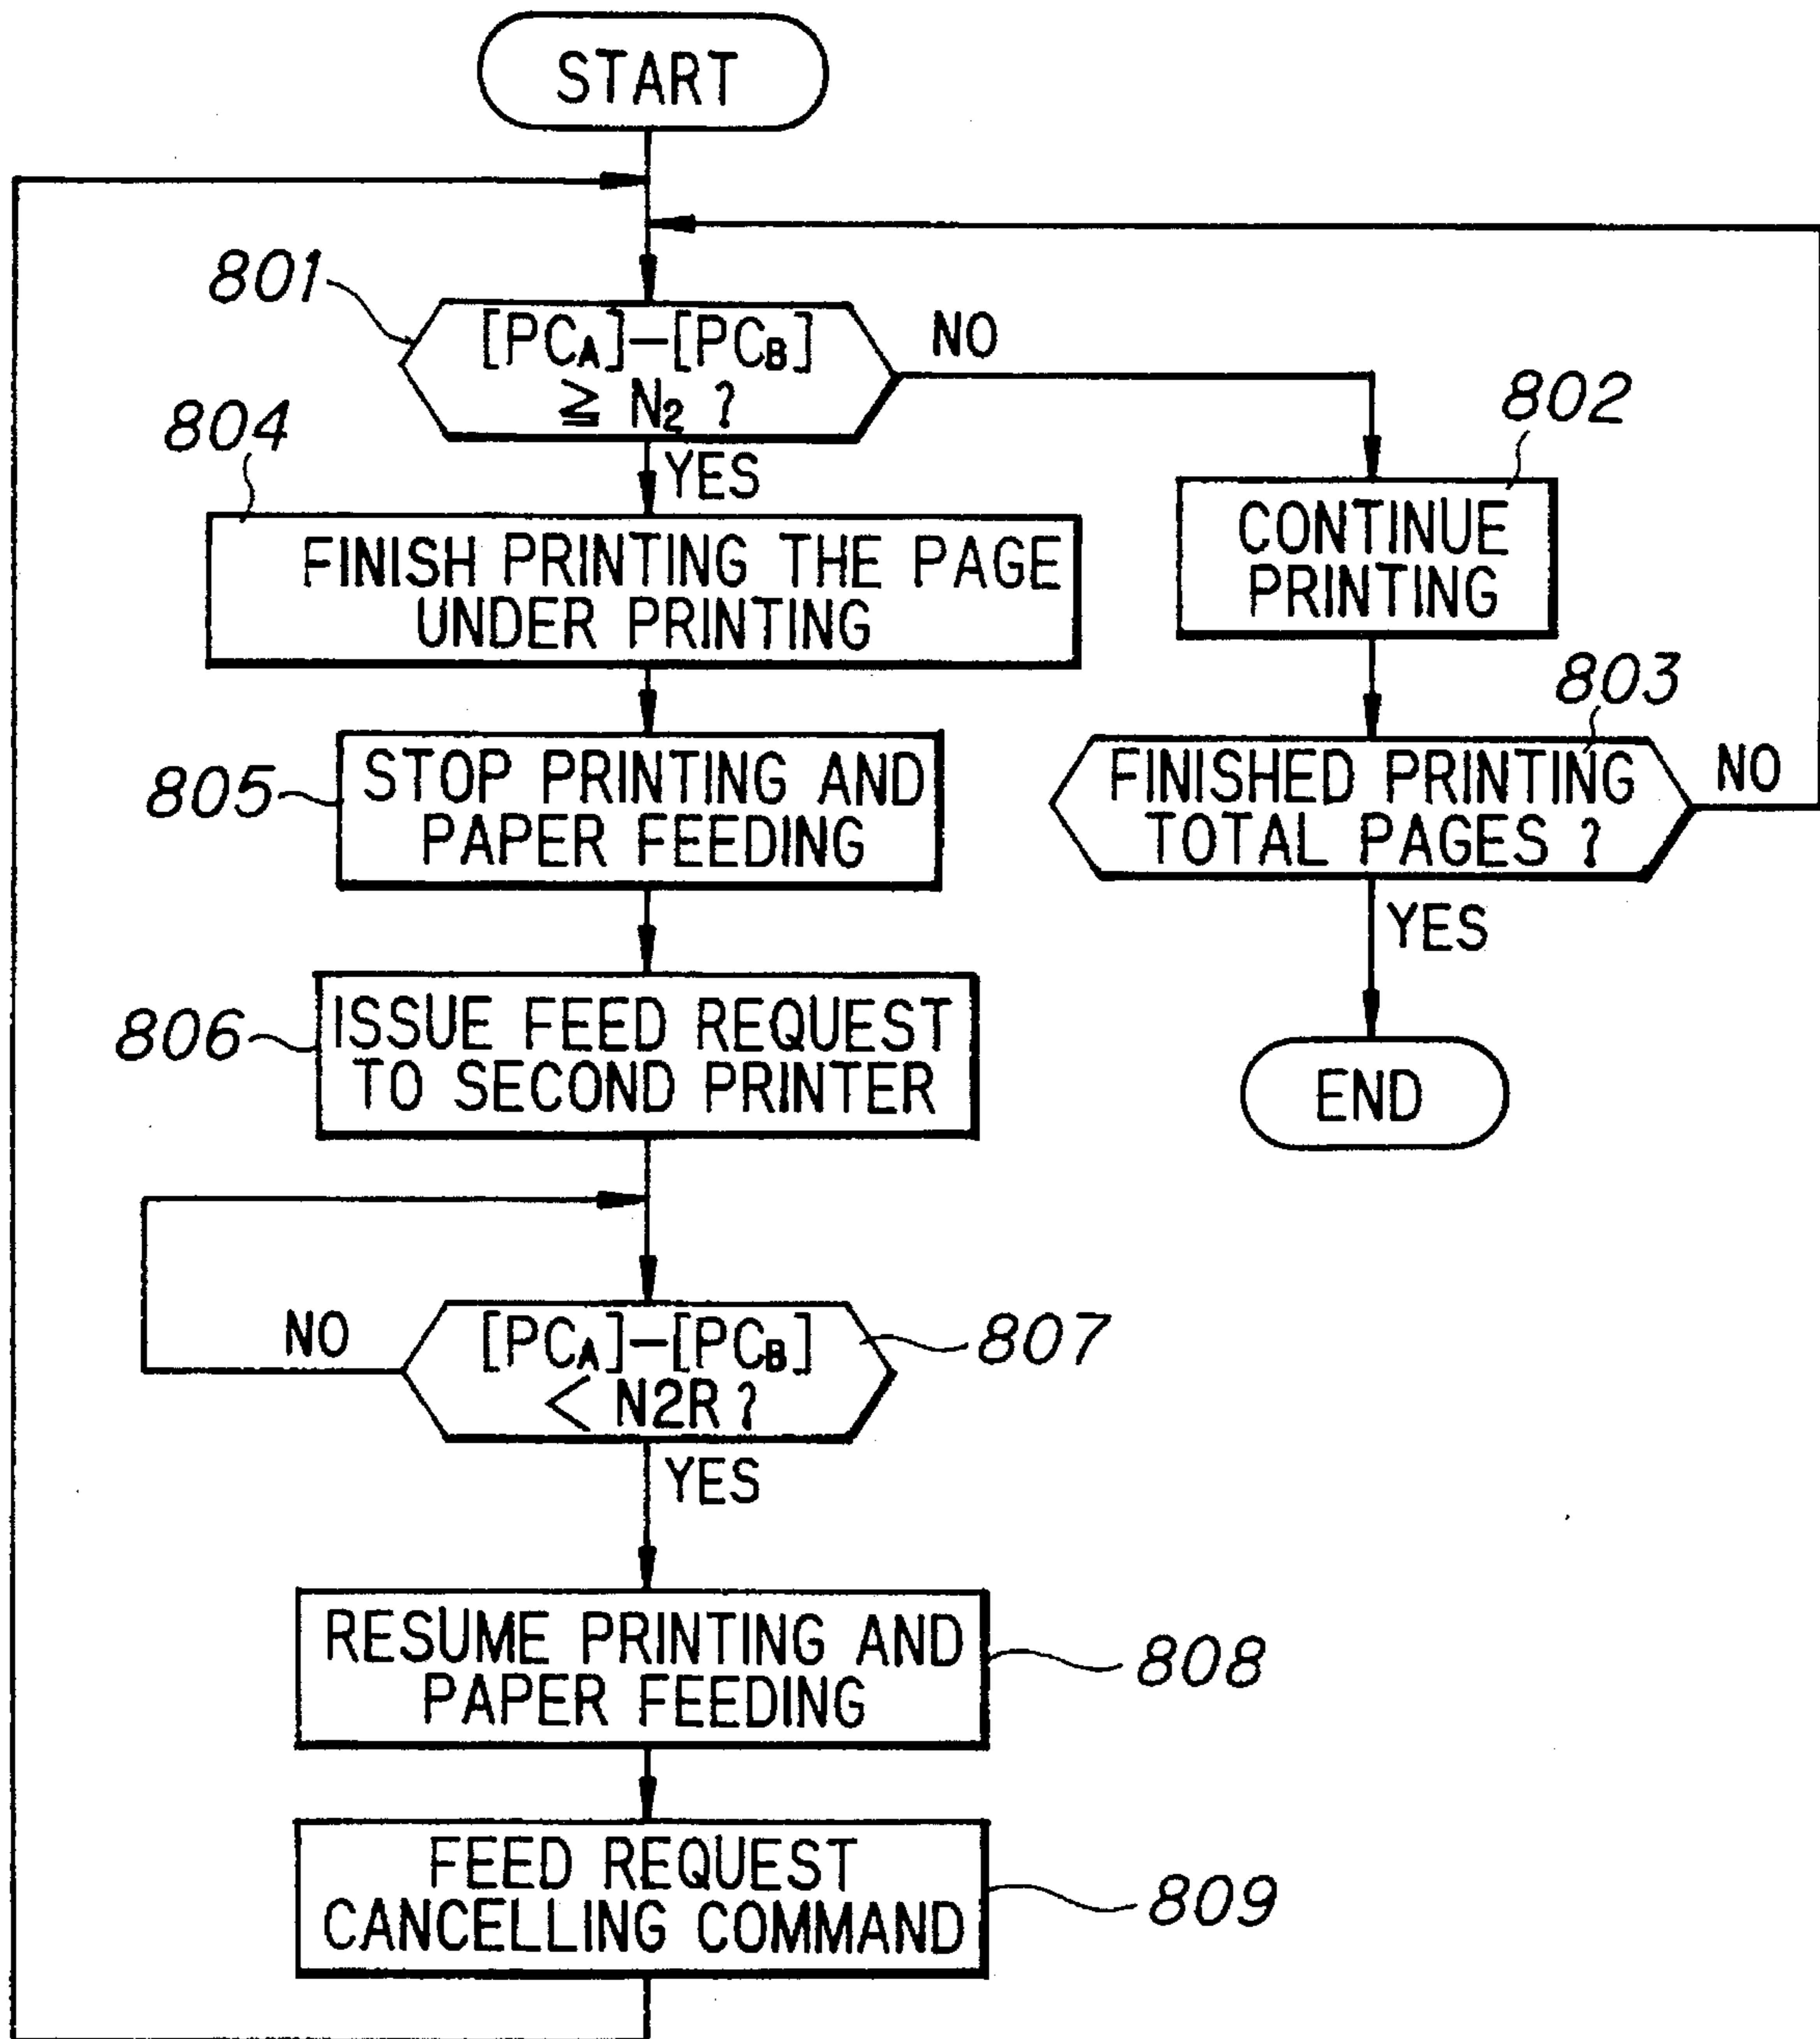 START
801
[PCA]—[PCB]
≧ N2 ?
NO
YES
802
CONTINUE
PRINTING
804
FINISH PRINTING THE PAGE
UNDER PRINTING
803
FINISHED PRINTING
TOTAL PAGES ?
NO
YES
END
805
STOP PRINTING AND
PAPER FEEDING
806
ISSUE FEED REQUEST
TO SECOND PRINTER
807
[PCA]—[PCB]
< N2R ?
NO
YES
808
RESUME PRINTING AND
PAPER FEEDING
809
FEED REQUEST
CANCELLING COMMAND